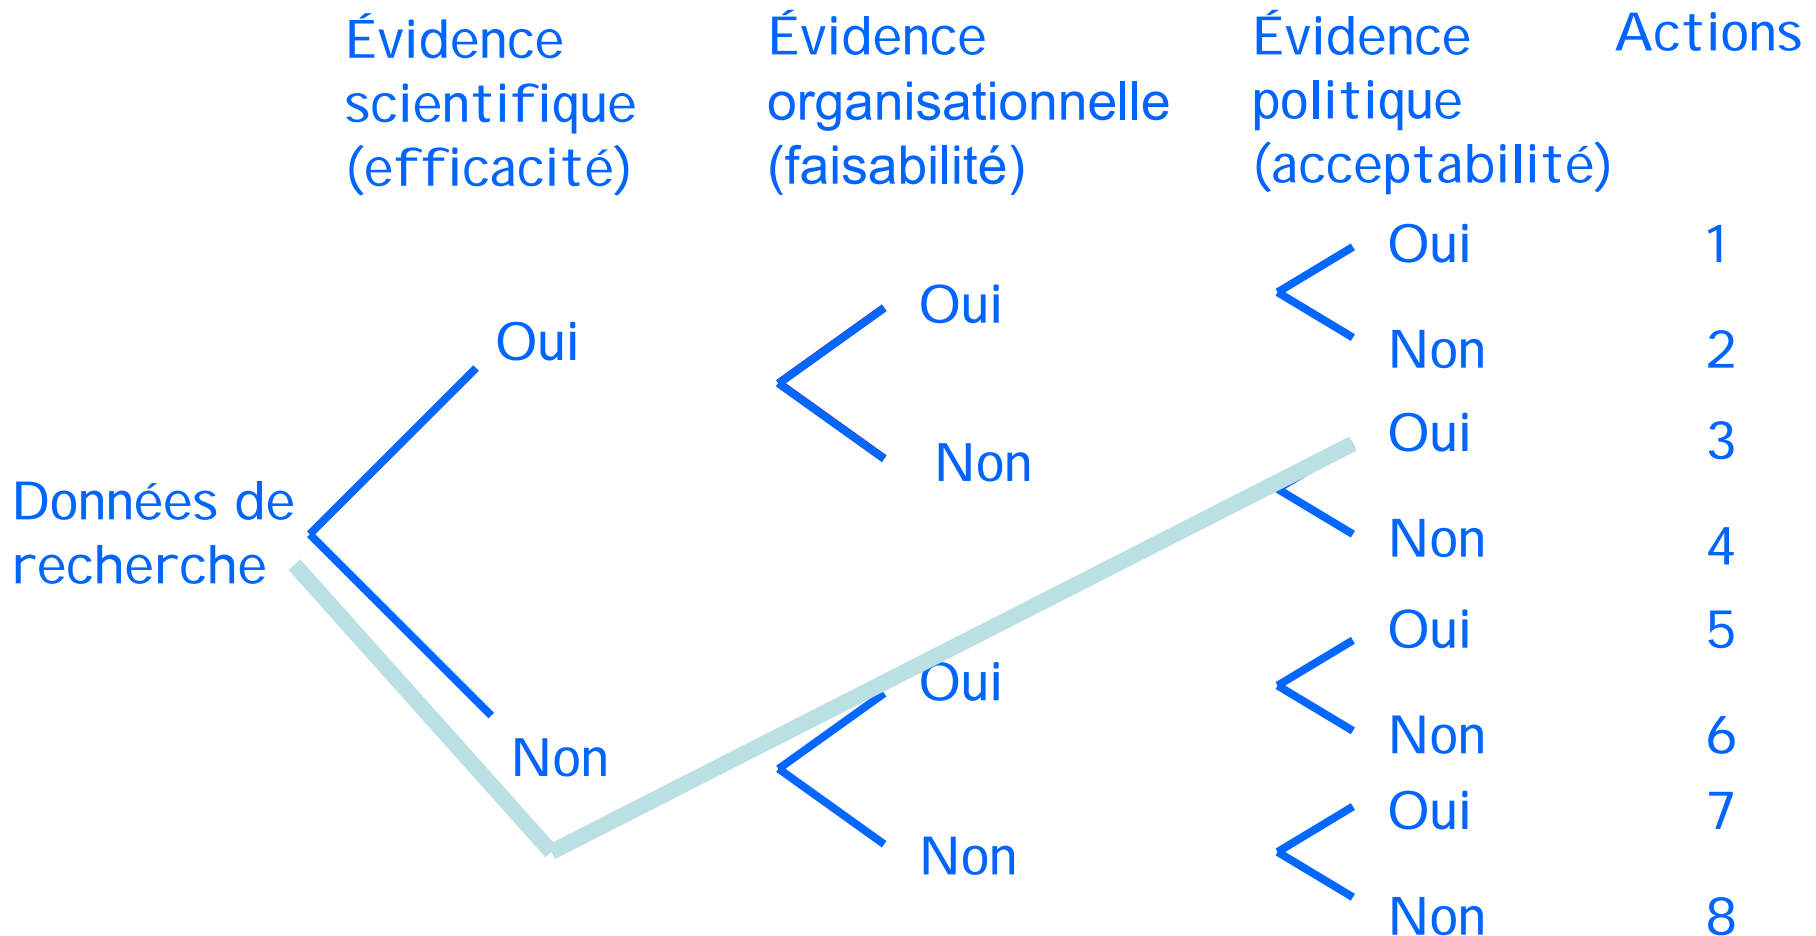 Évidence
scientifique
(efficacité)
Évidence
organisationnelle
(faisabilité)
Évidence
politique
(acceptabilité)
Actions
Données de
recherche
Oui
Non
Oui
Non
Oui
Non
Oui 1
Non 2
Oui 3
Non 4
Oui 5
Non 6
Oui 7
Non 8